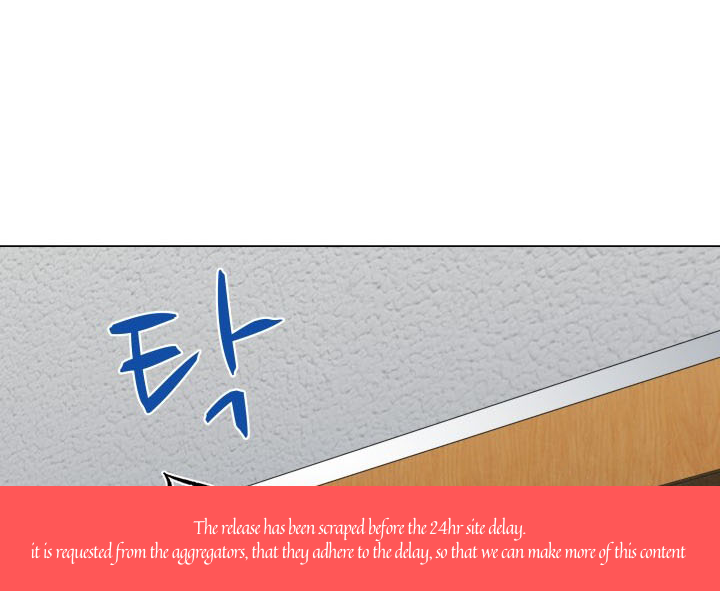 탁
The release has been scraped before the 24hr site delay.
it is requested from the aggregators, that they adhere to the delay, so that we can make more of this content